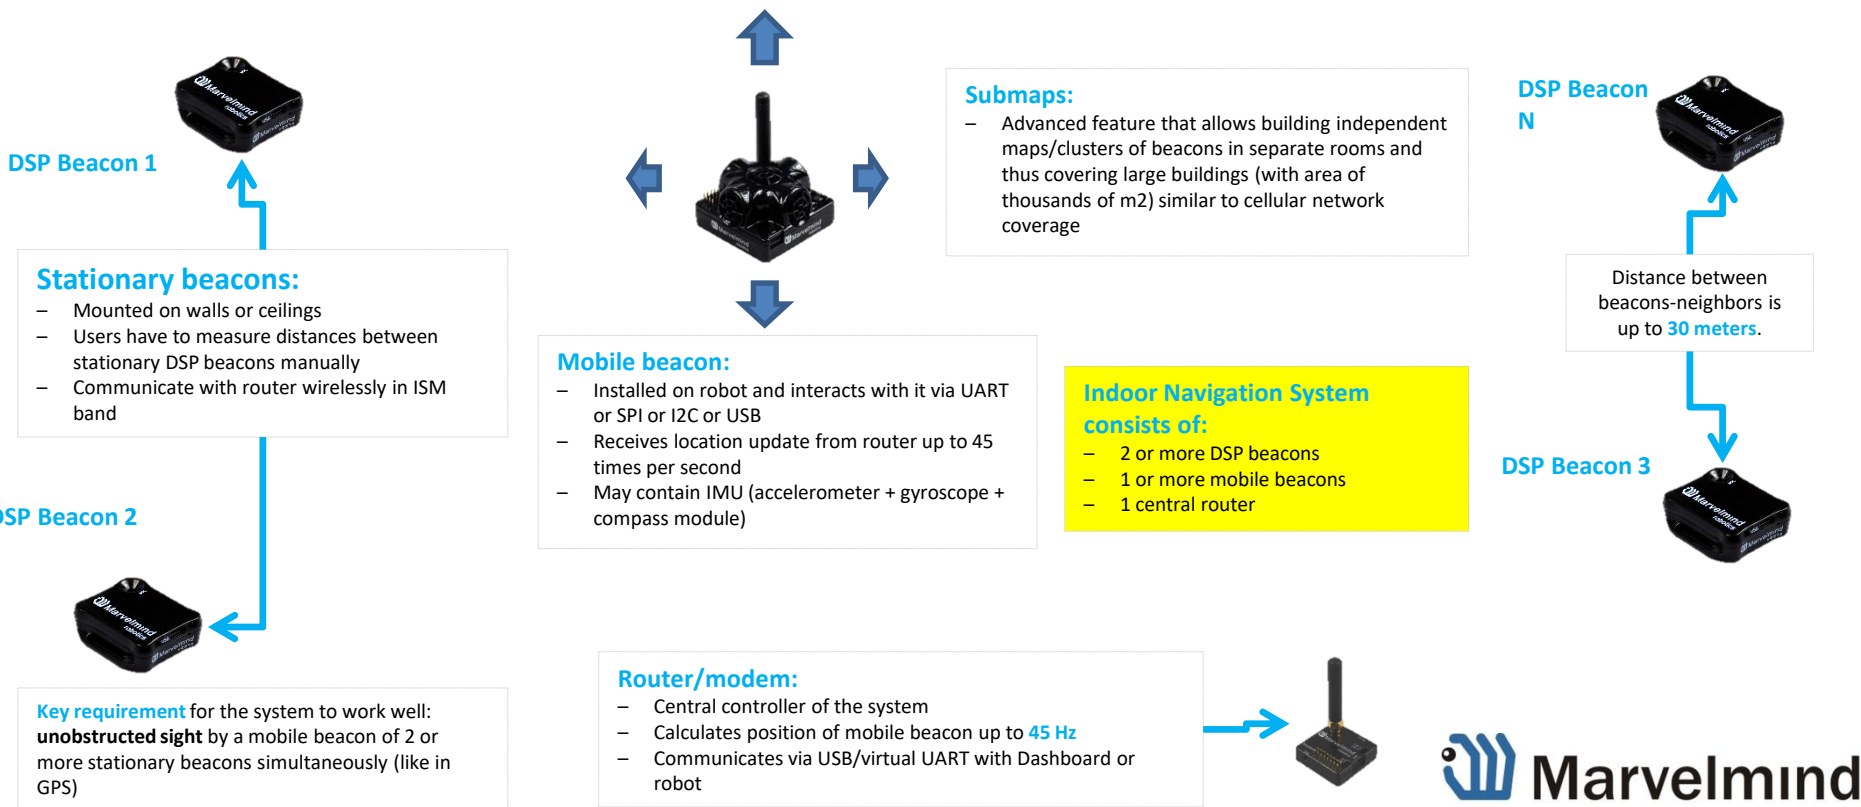 DSP Beacon 1
Stationary beacons:
– Mounted on walls or ceilings
– Users have to measure distances between
stationary DSP beacons manually
– Communicate with router wirelessly in ISM
band
DSP Beacon 2
Key requirement for the system to work well:
unobstructed sight by a mobile beacon of 2 or
more stationary beacons simultaneously (like in
GPS)
Mobile beacon:
– Installed on robot and interacts with it via UART
or SPI or I2C or USB
– Receives location update from router up to 45
times per second
– May contain IMU (accelerometer + gyroscope +
compass module)
Submaps:
– Advanced feature that allows building independent
maps/clusters of beacons in separate rooms and
thus covering large buildings (with area of
thousands of m2) similar to cellular network
coverage
Indoor Navigation System
consists of:
– 2 or more DSP beacons
– 1 or more mobile beacons
– 1 central router
DSP Beacon
N
Distance between
beacons-neighbors is
up to 30 meters.
DSP Beacon 3
Router/modem:
– Central controller of the system
– Calculates position of mobile beacon up to 45 Hz
– Communicates via USB/virtual UART with Dashboard or
robot
Marvelmind
Marvelmind
robotics
Marvelmind
robotics
Marvelmind
robotics
Marvelmind
robotics